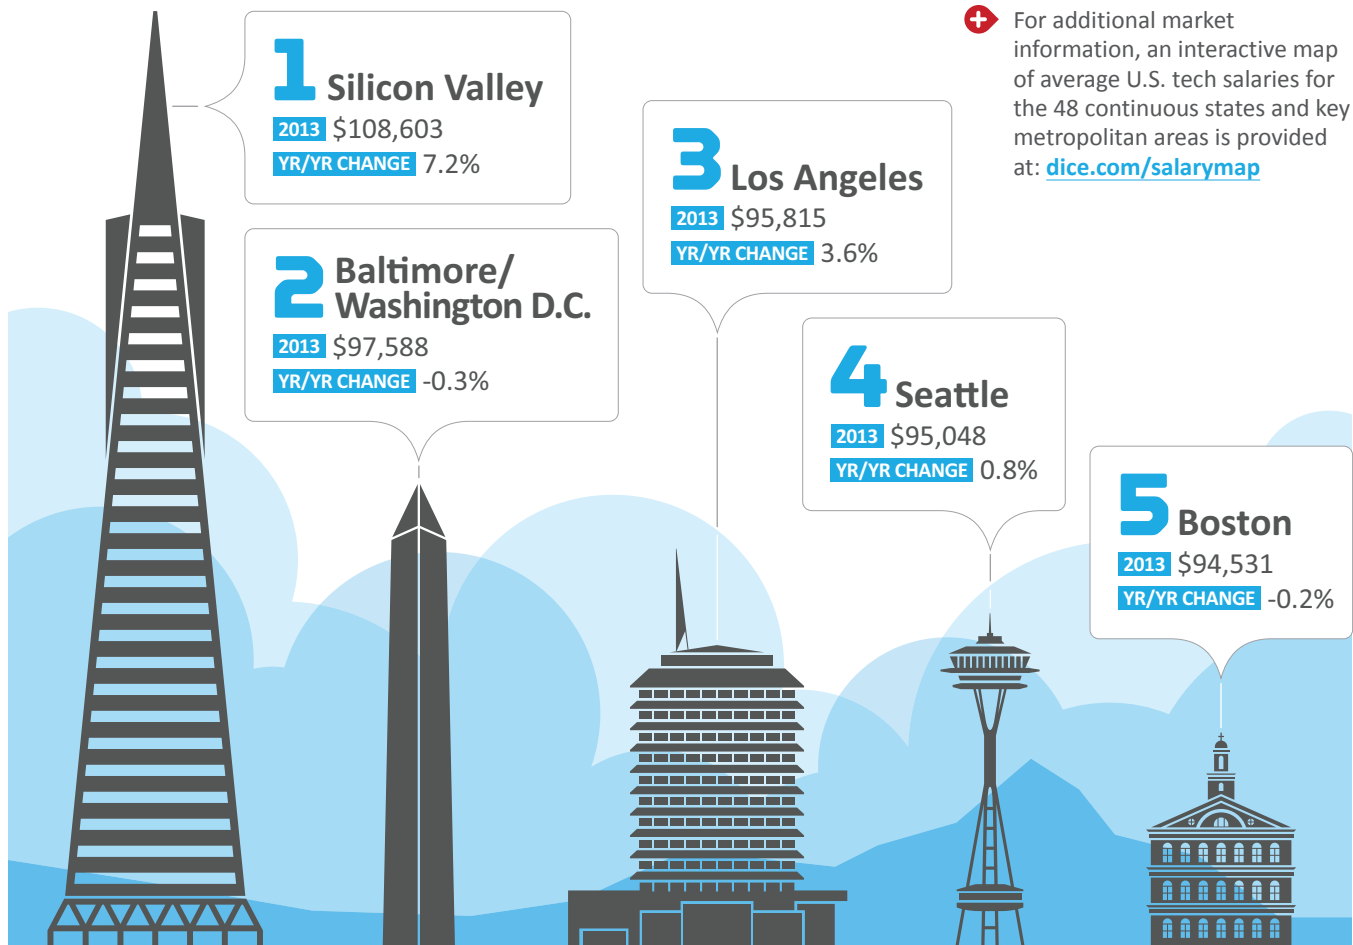 1 Silicon Valley
2013 $108,603
YR/YR CHANGE 7.2%
2 Baltimore/
Washington D.C.
2013 $97,588
YR/YR CHANGE -0.3%
3 Los Angeles
2013 $95,815
YR/YR CHANGE 3.6%
4 Seattle
2013 $95,048
YR/YR CHANGE 0.8%
5 Boston
2013 $94,531
YR/YR CHANGE -0.2%
For additional market
information, an interactive map
of average U.S. tech salaries for
the 48 continuous states and key
metropolitan areas is provided
at: dice.com/salarymap